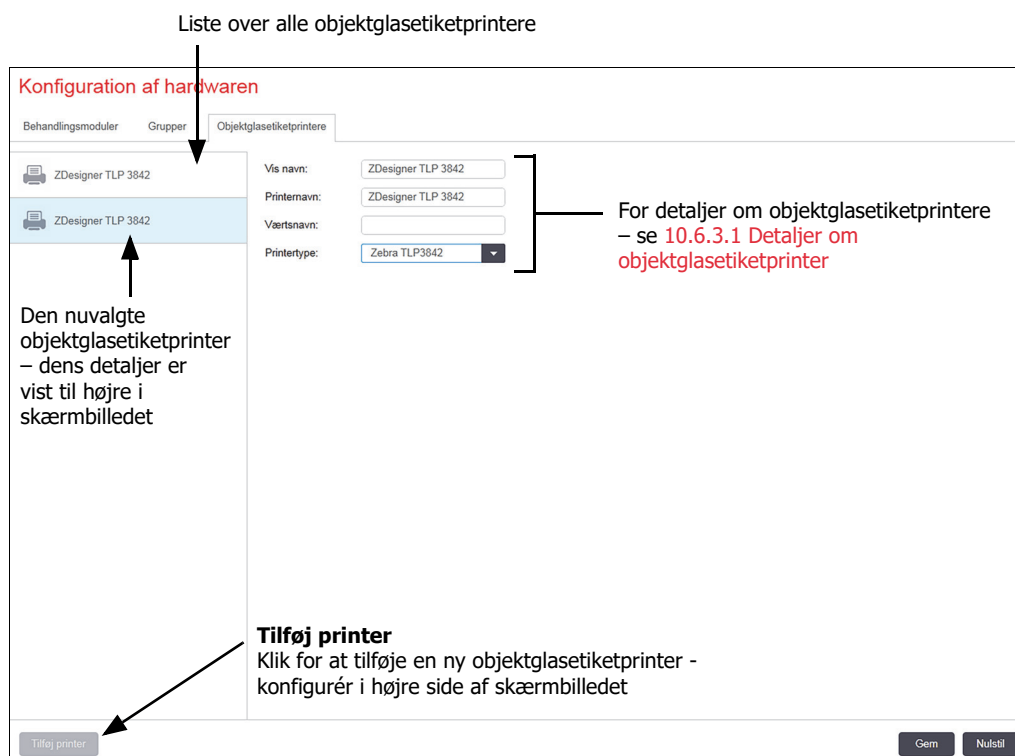 Liste over alle objektglasetiketprintere
Konfiguration af hardwaren
Behandlingsmoduler Grupper Objektglasetiketprintere
ZDesigner TLP 3842
ZDesigner TLP 3842
Vis navn: ZDesigner TLP 3842
Printernavn: ZDesigner TLP 3842
Værtsnavn:
Printertype: Zebra TLP3842
For detaljer om objektglasetiketprintere
– se 10.6.3.1 Detaljer om
objektglasetiketprinter
Den nuvalgte
objektglasetiketprinter
– dens detaljer er
vist til højre i
skærmbilledet
Tilføj printer
Klik for at tilføje en ny objektglasetiketprinter -
konfigurér i højre side af skærmbilledet
Tilføj printer Gem Nulstil